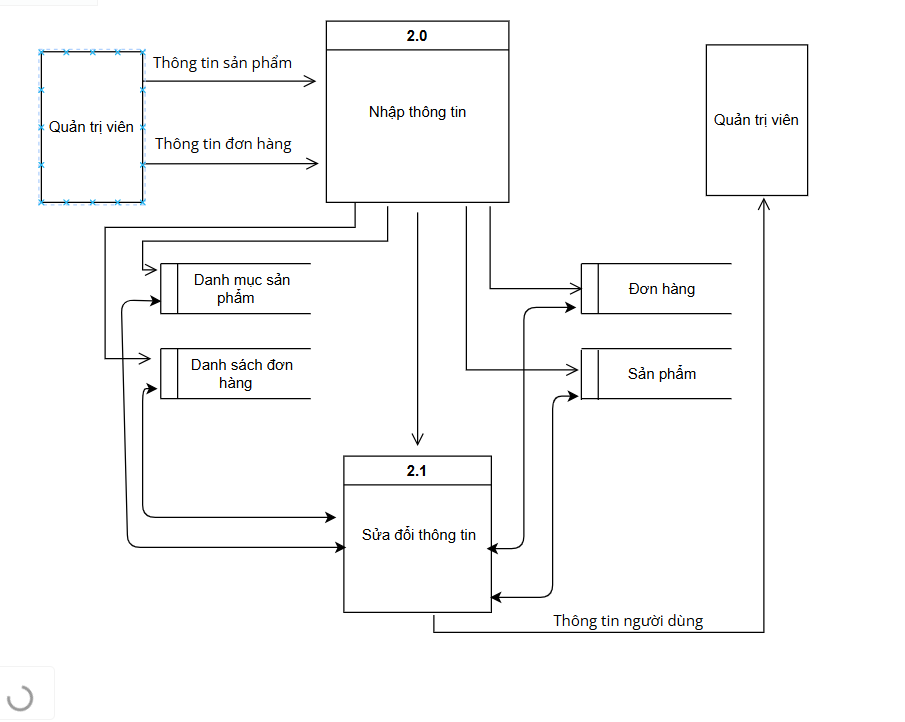 2.0
Thông tin sản phẩm
Nhập thông tin
Quản trị viên
Quản trị viên
Thông tin đơn hàng
Danh mục sản
phẩm
Đơn hàng
Danh sách đơn
hàng
Sản phẩm
2.1
Sửa đổi thông tin
Thông tin người dùng